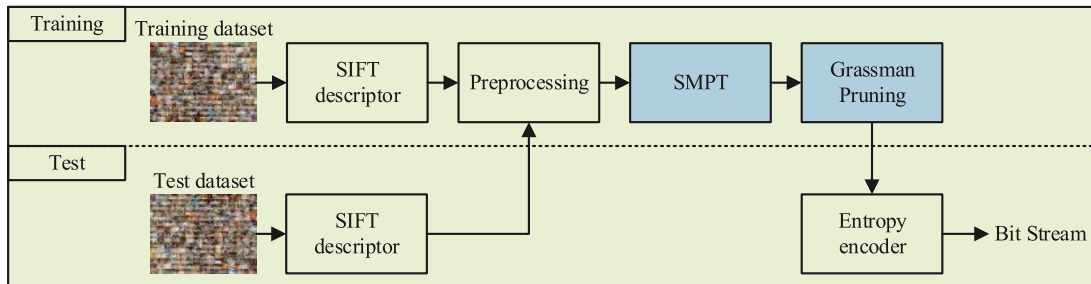 Training
Training dataset
SIFT
descriptor
Preprocessing
SMPT
Grassman
Pruning
Test
Test dataset
SIFT
descriptor
Entropy
encoder
Bit Stream